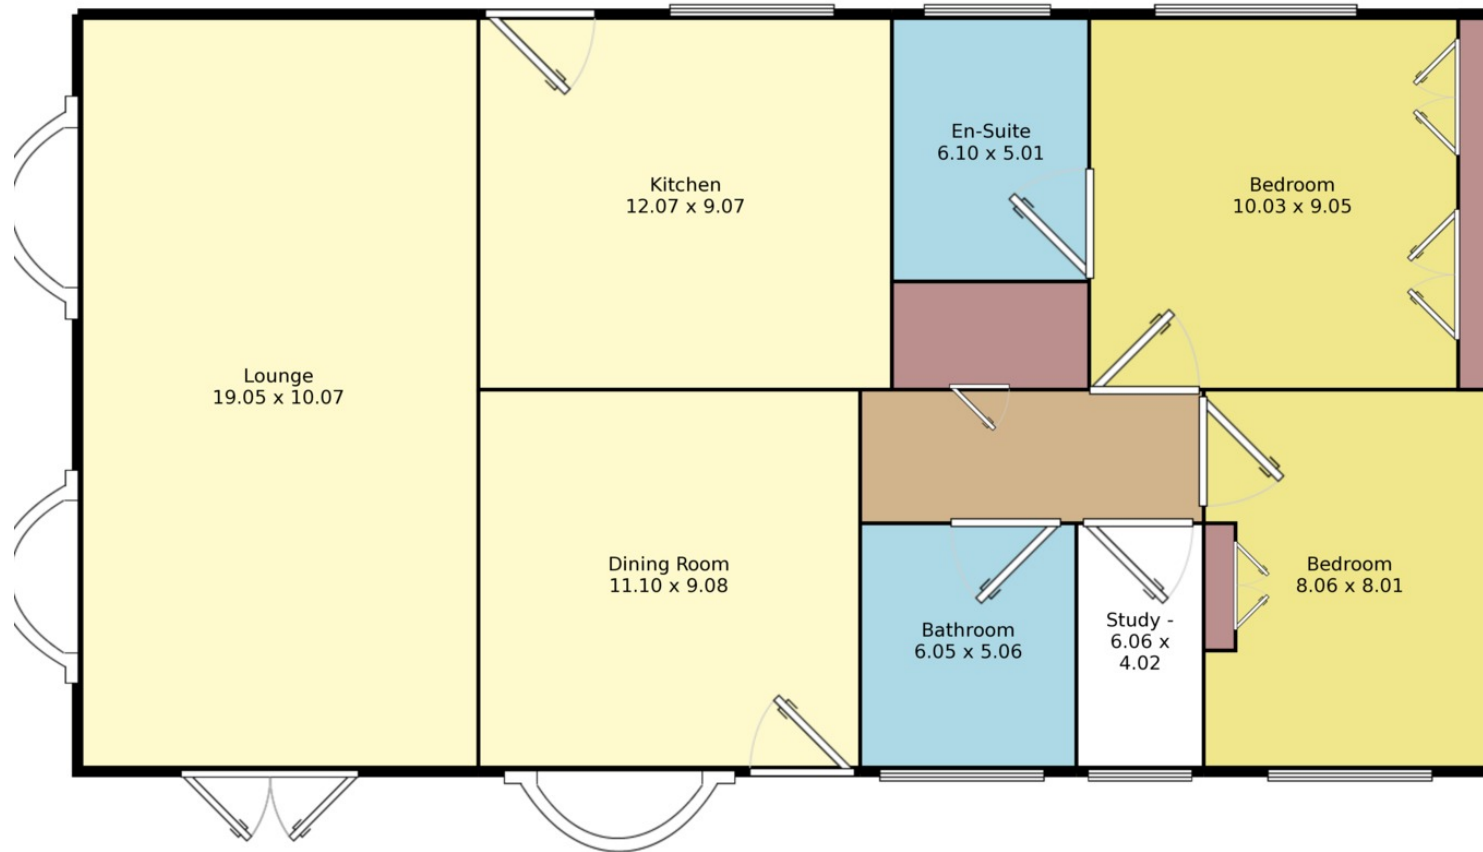 En-Suite
6.10 x 5.01
Kitchen
12.07 x 9.07
Bedroom
10.03 x 9.05
Lounge
19.05 x 10.07
Dining Room
11.10 x 9.08
Bathroom
6.05 x 5.06
Study -
6.06 x
4.02
Bedroom
8.06 x 8.01